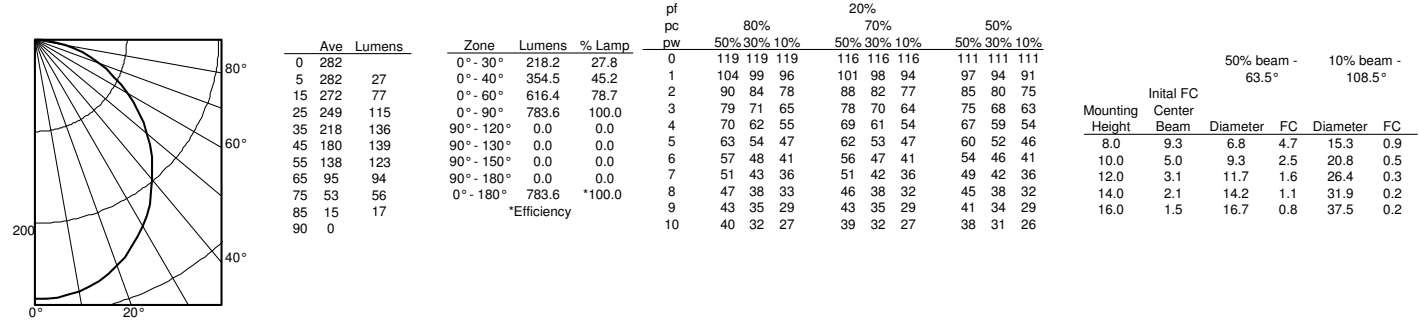 200
80°
60°
40°
0°
20°
Ave Lumens
0 282
5 282 27
15 272 77
25 249 115
35 218 136
45 180 139
55 138 123
65 95 94
75 53 56
85 15 17
90 0
Zone Lumens % Lamp
0°- 30° 218.2 27.8
0°- 40° 354.5 45.2
0°- 60° 616.4 78.7
0°- 90° 783.6 100.0
90°- 120° 0.0 0.0
90°- 130° 0.0 0.0
90°- 150° 0.0 0.0
90°- 180° 0.0 0.0
0°- 180° 783.6 *100.0
*Efficiency
pf 20%
pc 80% 70% 50%
pw 50% 30% 10% 50% 30% 10% 50% 30% 10%
0 119 119 119 116 116 116 111 111 111
1 104 99 96 101 98 94 97 94 91
2 90 84 78 88 82 77 85 80 75
3 79 71 65 78 70 64 75 68 63
4 70 62 55 69 61 54 67 59 54
5 63 54 47 62 53 47 60 52 46
6 57 48 41 56 47 41 54 46 41
7 51 43 36 51 42 36 49 42 36
8 47 38 33 46 38 32 45 38 32
9 43 35 29 43 35 29 41 34 29
10 40 32 27 39 32 27 38 31 26
50% beam - 10% beam -
63.5° 108.5°
Inital FC
Mounting Center
Height Beam Diameter FC Diameter FC
8.0 9.3 6.8 4.7 15.3 0.9
10.0 5.0 9.3 2.5 20.8 0.5
12.0 3.1 11.7 1.6 26.4 0.3
14.0 2.1 14.2 1.1 31.9 0.2
16.0 1.5 16.7 0.8 37.5 0.2